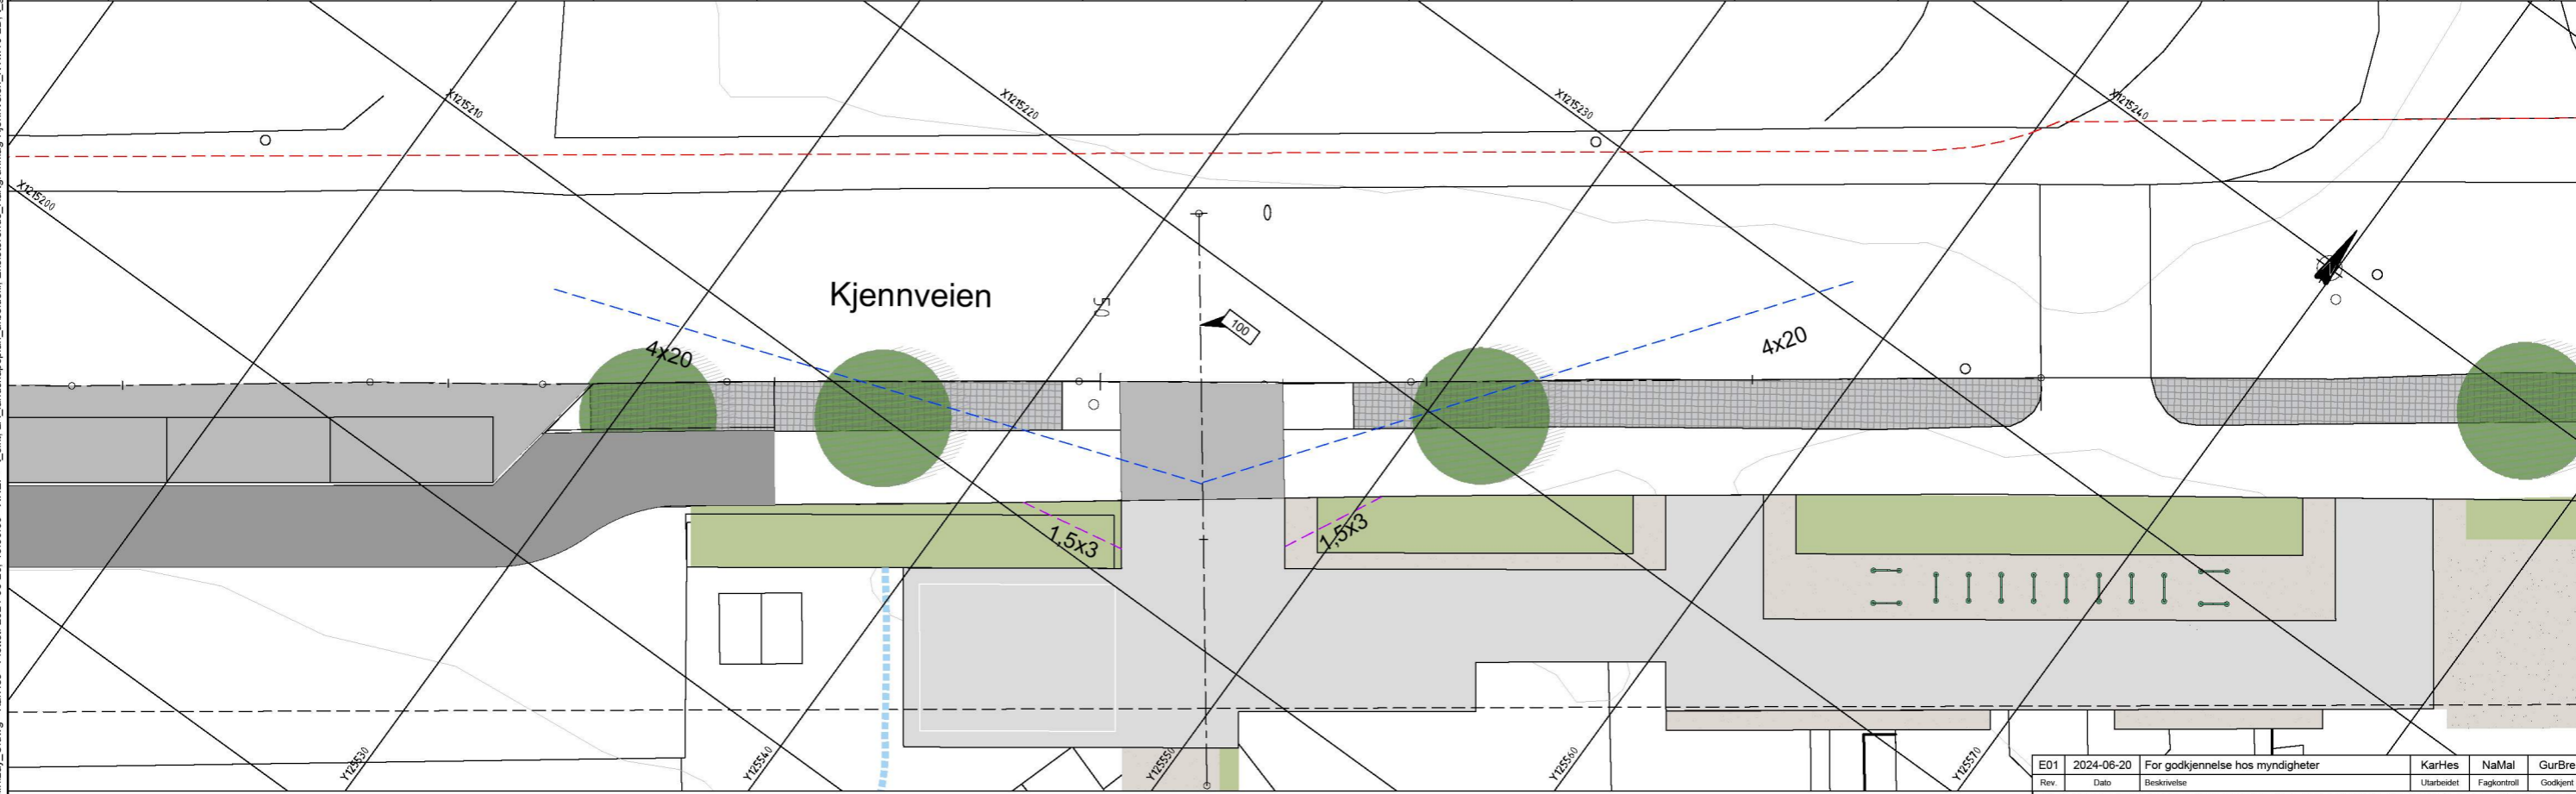 X1215200
X1215210
X1215220
X1215230
X1215240
0
Kjennveien
50
100
4x20
4x20
1,5x3
1,5x3
Y125530
Y125540
Y125550
Y125560
Y125570
E01 2024-06-20 For godkjennelse hos myndigheter KarHes NaMal GurBre
Rev. Dato Beskrivelse Utarbeidet Fagkontroll Godkjent